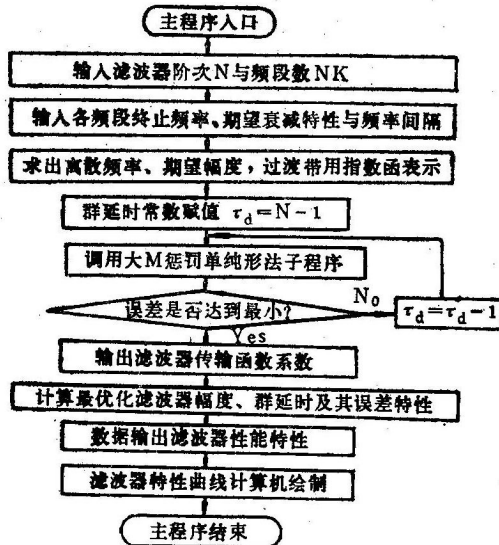 主程序入口
输入滤波器阶次N与频段数NK
输入各频段终止频率、期望衰减特性与频率间隔
求出离散频率、期望幅度,过渡带用指数函表示
群延时常数赋值 τd=N-1
调用大M惩罚单纯形法子程序
误差是否达到最小?
No
τd=τd-1
Yes
输出滤波器传输函数系数
计算最优化滤波器幅度、群延时及其误差特性
数据输出滤波器性能特性
滤波器特性曲线计算机绘制
主程序结束